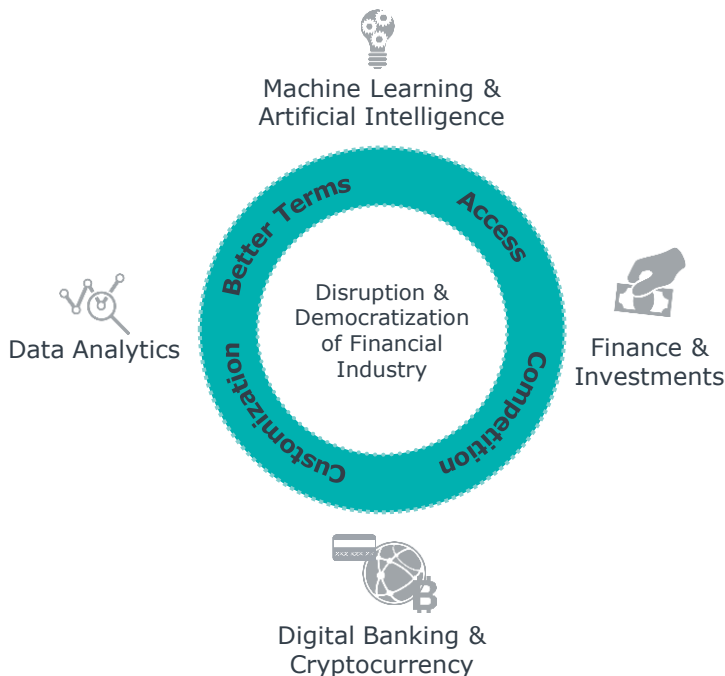 Machine Learning &
Artificial Intelligence
Better Terms
Access
Disruption &
Democratization
of Financial
Industry
Data Analytics
Finance &
Investments
Customization
Competition
Digital Banking &
Cryptocurrency